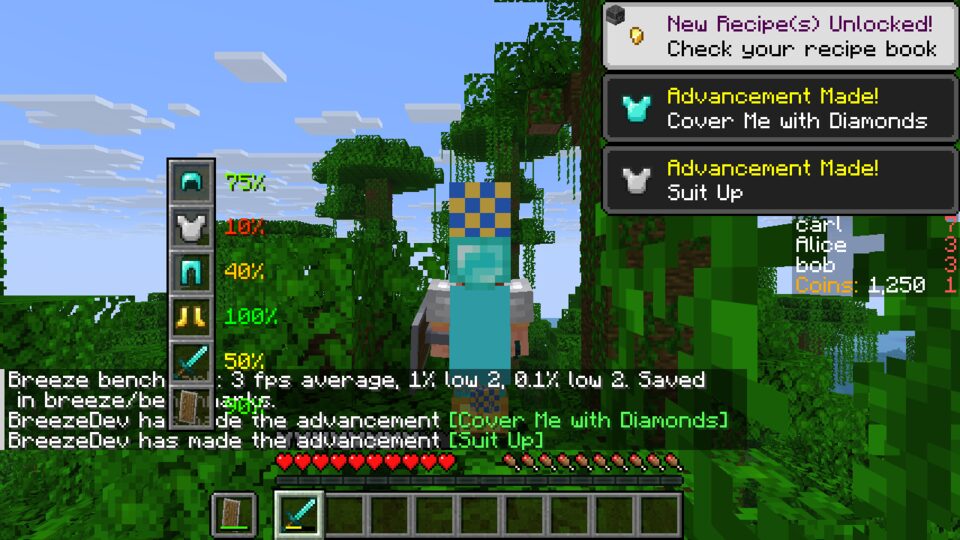 New Recipe(s) Unlocked!
Check your recipe book
Advancement Made!
Cover Me with Diamonds
Advancement Made!
Suit Up
75%
10%
40%
100%
50%
90%
carl 7
Alice 3
bob 3
Coins: 1,250 1
Breeze bench : 3 fps average, 1% low 2, 0.1% low 2. Saved
in breeze/be marks.
BreezeDev ha de the advancement [Cover Me with Diamonds]
BreezeDev has made the advancement [Suit Up]